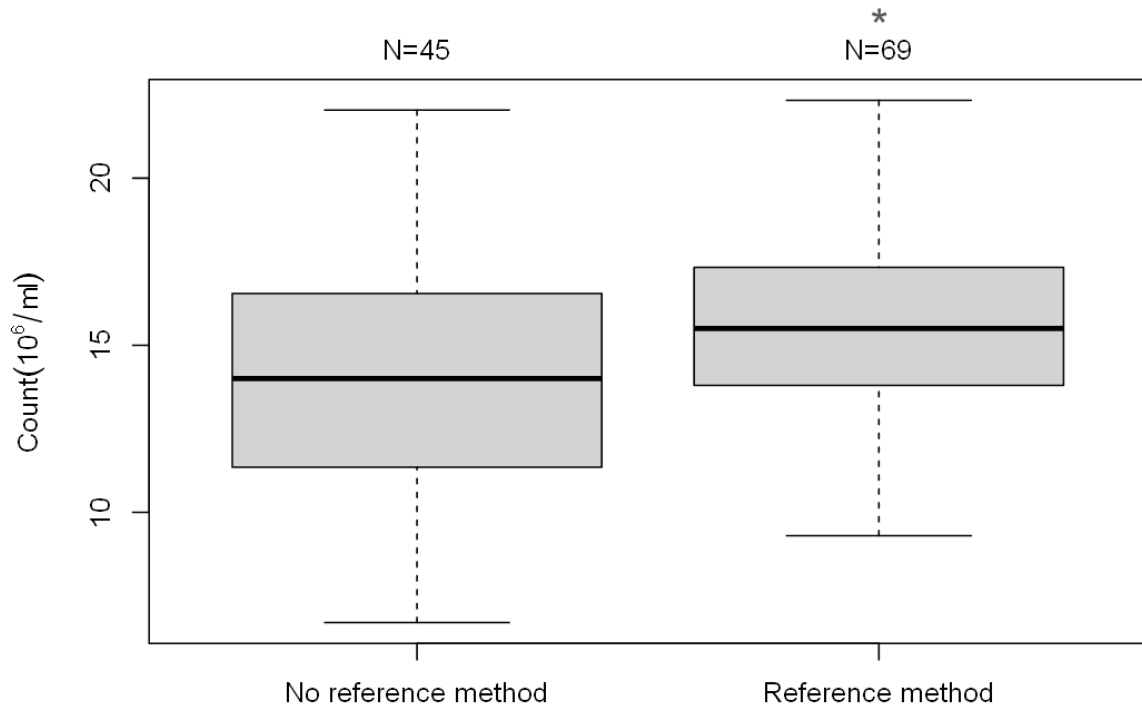 *
N=45 N=69
Count(10⁶/ml)
20
15
10
No reference method Reference method